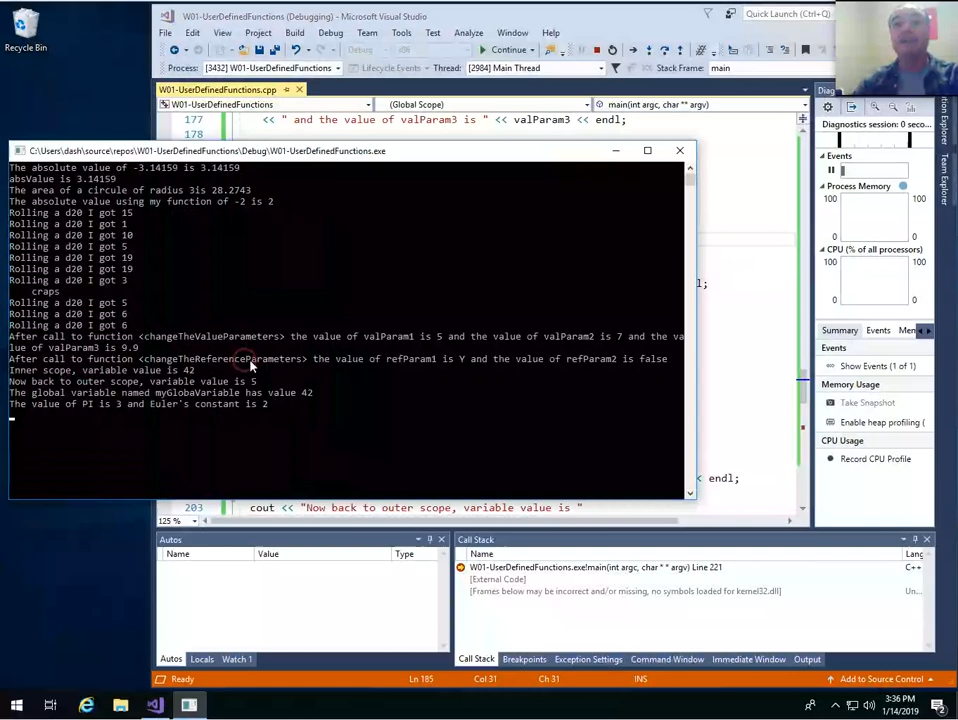 Recycle Bin
W01-UserDefinedFunctions (Debugging) - Microsoft Visual Studio
Quick Launch (Ctrl+Q)
File Edit View Project Build Debug Team Tools Test Analyze Window Help
Debug x86 Continue
Process: [3432] W01-UserDefinedFunctions Lifecycle Events Thread: [2984] Main Thread Stack Frame: main
W01-UserDefinedFunctions.cpp
W01-UserDefinedFunctions (Global Scope) main(int argc, char ** argv)
177 << " and the value of valParam3 is " << valParam3 << endl;
178
C:\Users\dash\source\repos\W01-UserDefinedFunctions\Debug\W01-UserDefinedFunctions.exe
The absolute value of -3.14159 is 3.14159
absValue is 3.14159
The area of a circule of radius 3is 28.2743
The absolute value using my function of -2 is 2
Rolling a d20 I got 15
Rolling a d20 I got 1
Rolling a d20 I got 10
Rolling a d20 I got 5
Rolling a d20 I got 19
Rolling a d20 I got 19
Rolling a d20 I got 3
craps
Rolling a d20 I got 5
Rolling a d20 I got 6
Rolling a d20 I got 6
After call to function <changeTheValueParameters> the value of valParam1 is 5 and the value of valParam2 is 7 and the va
lue of valParam3 is 9.9
After call to function <changeTheReferenceParameters> the value of refParam1 is Y and the value of refParam2 is false
Inner scope, variable value is 42
Now back to outer scope, variable value is 5
The global variable named myGlobaVariable has value 42
The value of PI is 3 and Euler's constant is 2
l;
< endl;
203 cout << "Now back to outer scope, variable value is "
125 %
Diag
Diagnostics session: 0 seco...
Events
Process Memory
100 100
0 0
CPU (% of all processors)
100 100
0 0
Summary Events Mem
Events
Show Events (1 of 1)
Memory Usage
Take Snapshot
Enable heap profiling (
CPU Usage
Record CPU Profile
Solution Explorer
Team Explorer
Autos
Name Value Type
Autos Locals Watch 1
Call Stack
Name Lang
W01-UserDefinedFunctions.exe!main(int argc, char * * argv) Line 221 C++
[External Code]
[Frames below may be incorrect and/or missing, no symbols loaded for kernel32.dll] Un...
Call Stack Breakpoints Exception Settings Command Window Immediate Window Output
Ready Ln 185 Col 31 Ch 31 INS Add to Source Control
3:36 PM
1/14/2019
2